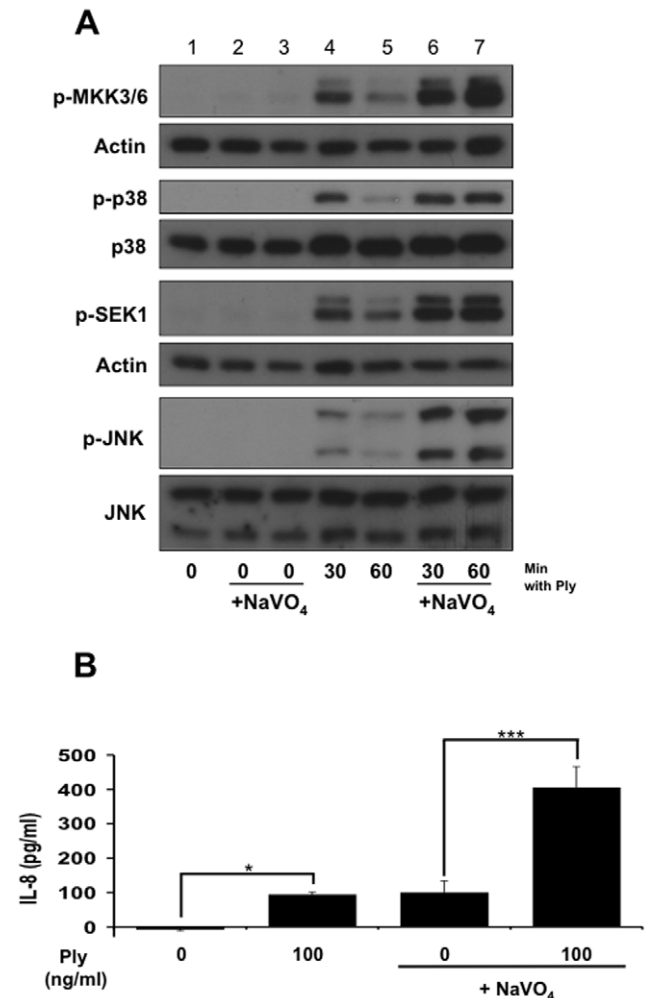 A
1 2 3 4 5 6 7
p-MKK3/6
Actin
p-p38
p38
p-SEK1
Actin
p-JNK
JNK
0 0 0 30 60 30 60 Min
with Ply
+NaVO4 +NaVO4
B
500
400
300
200
100
0
IL-8 (pg/ml)
*
***
Ply
(ng/ml)
0 100 0 100
+ NaVO4